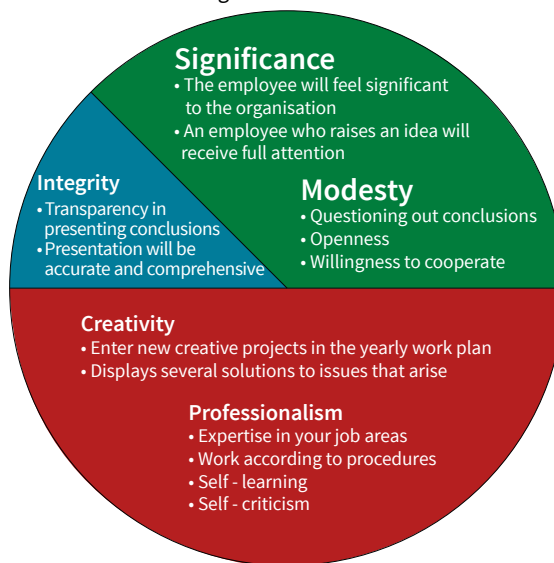 Significance
• The employee will feel significant
to the organisation
• An employee who raises an idea will
receive full attention
Integrity
• Transparency in
presenting conclusions
• Presentation will be
accurate and comprehensive
Modesty
• Questioning out conclusions
• Openness
• Willingness to cooperate
Creativity
• Enter new creative projects in the yearly work plan
• Displays several solutions to issues that arise
Professionalism
• Expertise in your job areas
• Work according to procedures
• Self - learning
• Self - criticism